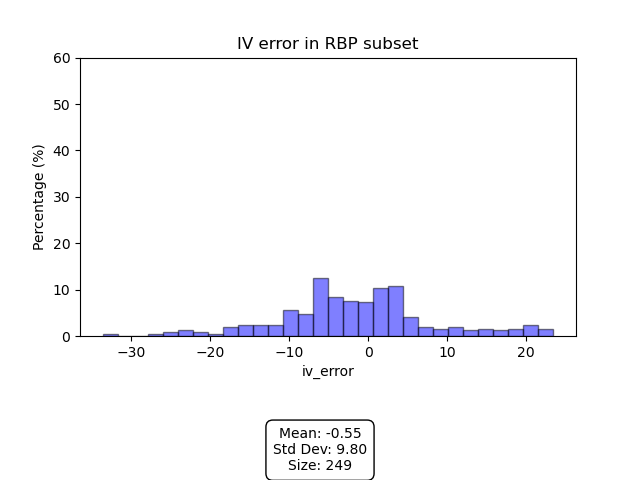 IV error in RBP subset
60
50
40
30
20
10
0
Percentage (%)
−30
−20
−10
0
10
20
iv_error
Mean: -0.55
Std Dev: 9.80
Size: 249